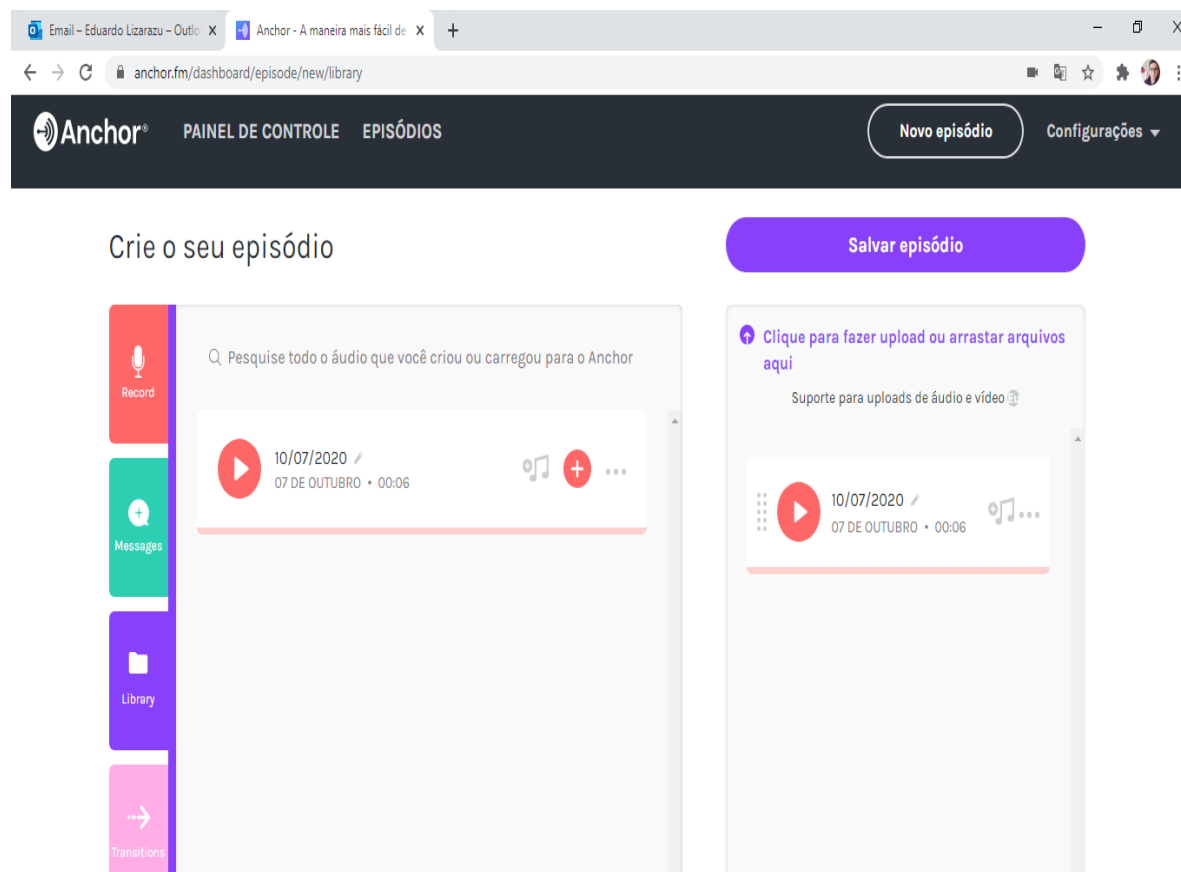 Email – Eduardo Lizarazu – Outlo
Anchor - A maneira mais fácil de
anchor.fm/dashboard/episode/new/library
Anchor®
PAINEL DE CONTROLE
EPISÓDIOS
Novo episódio
Configurações
Crie o seu episódio
Salvar episódio
Record
Pesquise todo o áudio que você criou ou carregou para o Anchor
Clique para fazer upload ou arrastar arquivos
aqui
Suporte para uploads de áudio e vídeo
10/07/2020
07 DE OUTUBRO • 00:06
10/07/2020
07 DE OUTUBRO • 00:06
Messages
Library
Transitions